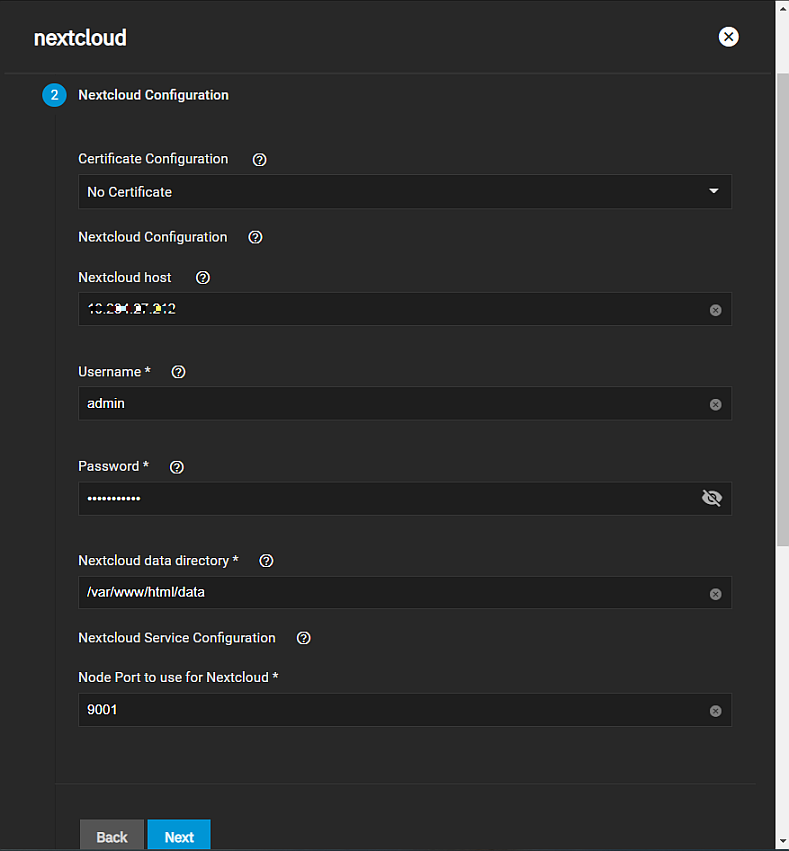 nextcloud
2 Nextcloud Configuration
Certificate Configuration
No Certificate
Nextcloud Configuration
Nextcloud host
Username *
admin
Password *
•••••••••••
Nextcloud data directory *
/var/www/html/data
Nextcloud Service Configuration
Node Port to use for Nextcloud *
9001
Back Next